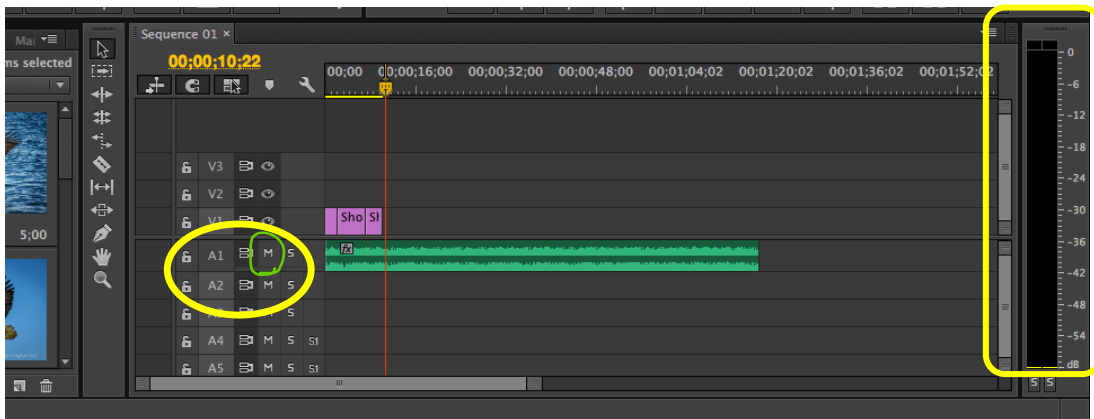 Sequence 01 ×
ms selected
00;00;10;22
00;00 00;00;16;00 00;00;32;00 00;00;48;00 00;01;04;02 00;01;20;02 00;01;36;02 00;01;52;02
V3
V2
V1 Sho Sh
5;00
A1 M S fx
A2 M S
A3 M S
A4 M S S1
A5 M S S1
0
-6
-12
-18
-24
-30
-36
-42
-48
-54
dB
S S